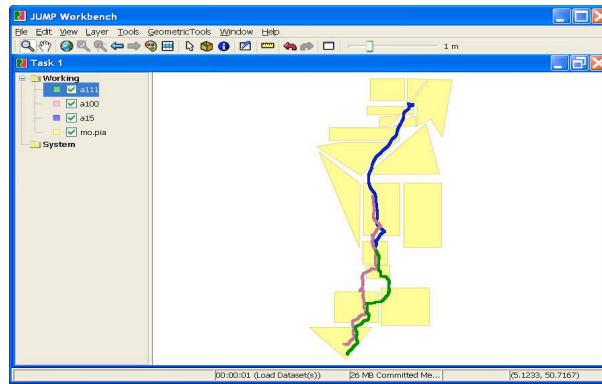 JUMP Workbench
File Edit View Layer Tools GeometricTools Window Help
1 m
Task 1
Working
a111
a100
a15
mo.pia
System
00:00:01 (Load Dataset(s)) 26 MB Committed Me... (5.1233, 50.7167)